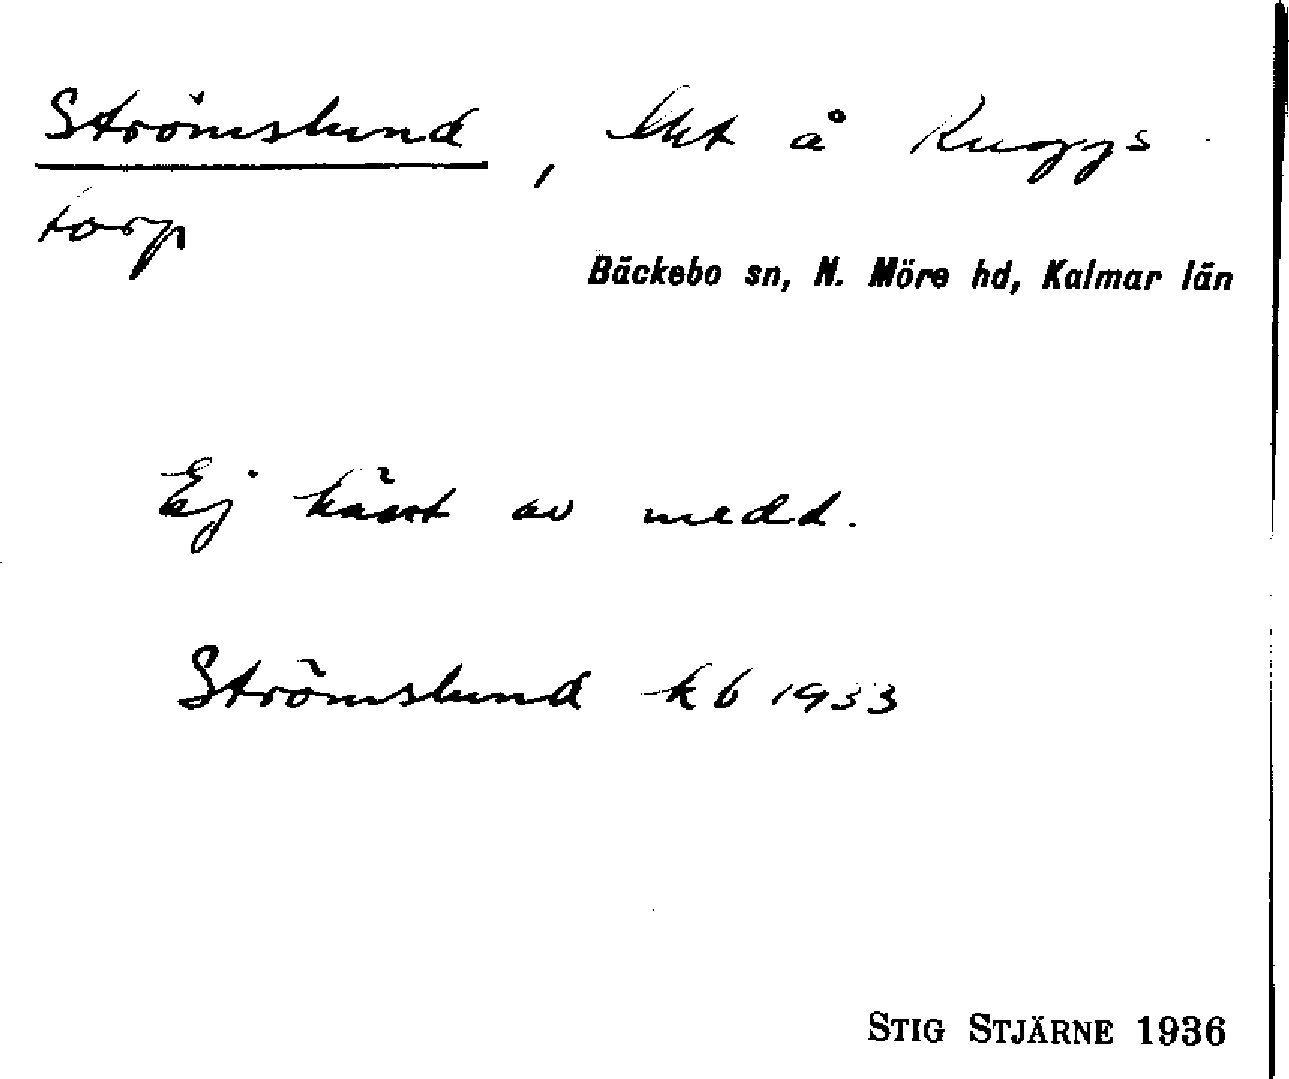 Strömslund, lht å Kuggs-
torp
Bäckebo sn, N. Möre hd, Kalmar län
Ej känt av medd.
Strömslund kb 1933
STIG STJÄRNE 1936